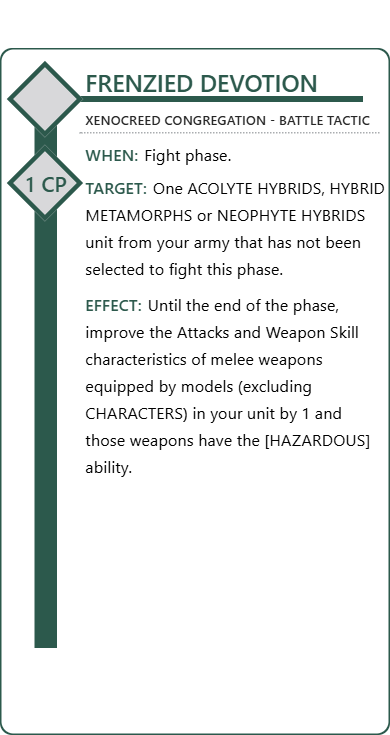 FRENZIED DEVOTION
XENOCREED CONGREGATION - BATTLE TACTIC
WHEN: Fight phase.
1 CP
TARGET: One ACOLYTE HYBRIDS, HYBRID
METAMORPHS or NEOPHYTE HYBRIDS
unit from your army that has not been
selected to fight this phase.
EFFECT: Until the end of the phase,
improve the Attacks and Weapon Skill
characteristics of melee weapons
equipped by models (excluding
CHARACTERS) in your unit by 1 and
those weapons have the [HAZARDOUS]
ability.